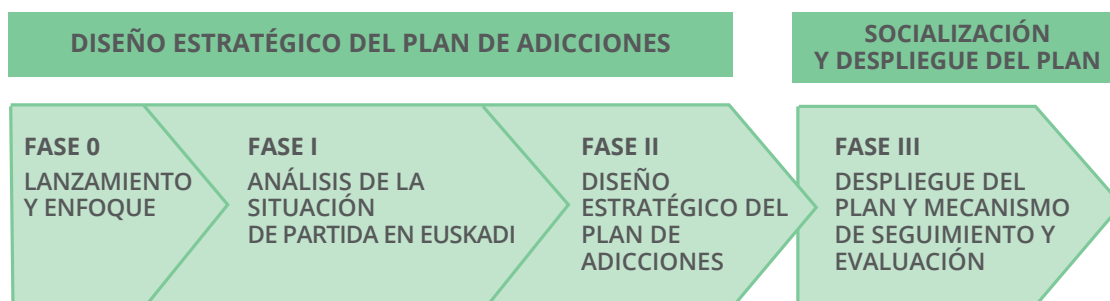 DISEÑO ESTRATÉGICO DEL PLAN DE ADICCIONES
SOCIALIZACIÓN
Y DESPLIEGUE DEL PLAN
FASE 0
LANZAMIENTO
Y ENFOQUE
FASE I
ANÁLISIS DE LA
SITUACIÓN
DE PARTIDA EN EUSKADI
FASE II
DISEÑO
ESTRATÉGICO DEL
PLAN DE
ADICCIONES
FASE III
DESPLIEGUE DEL
PLAN Y MECANISMO
DE SEGUIMIENTO Y
EVALUACIÓN